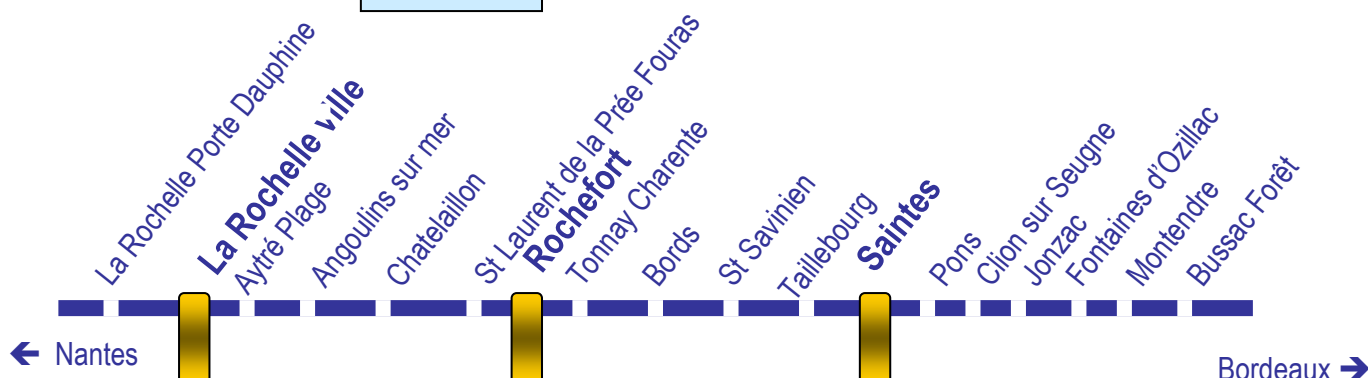 La Rochelle Porte Dauphine
La Rochelle ville
Aytré Plage
Angoulins sur mer
Chatelaillon
St Laurent de la Prée Fouras
Rochefort
Tonnay Charente
Bords
St Savinien
Taillebourg
Saintes
Pons
Clion sur Seugne
Jonzac
Fontaines d'Ozillac
Montendre
Bussac Forêt
← Nantes
Bordeaux →